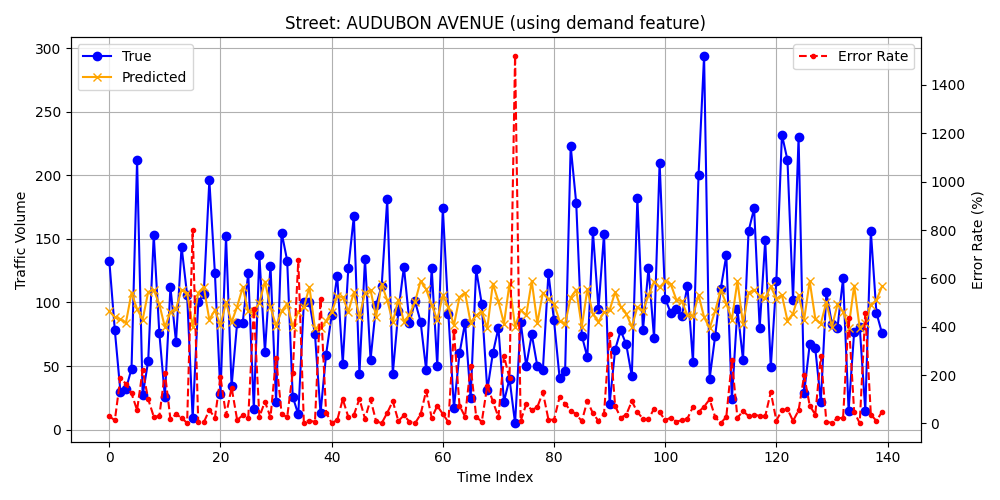 Street: AUDUBON AVENUE (using demand feature)
True
Predicted
Error Rate
300
250
200
150
100
50
0
Traffic Volume
1400
1200
1000
800
600
400
200
0
Error Rate (%)
0 20 40 60 80 100 120 140
Time Index